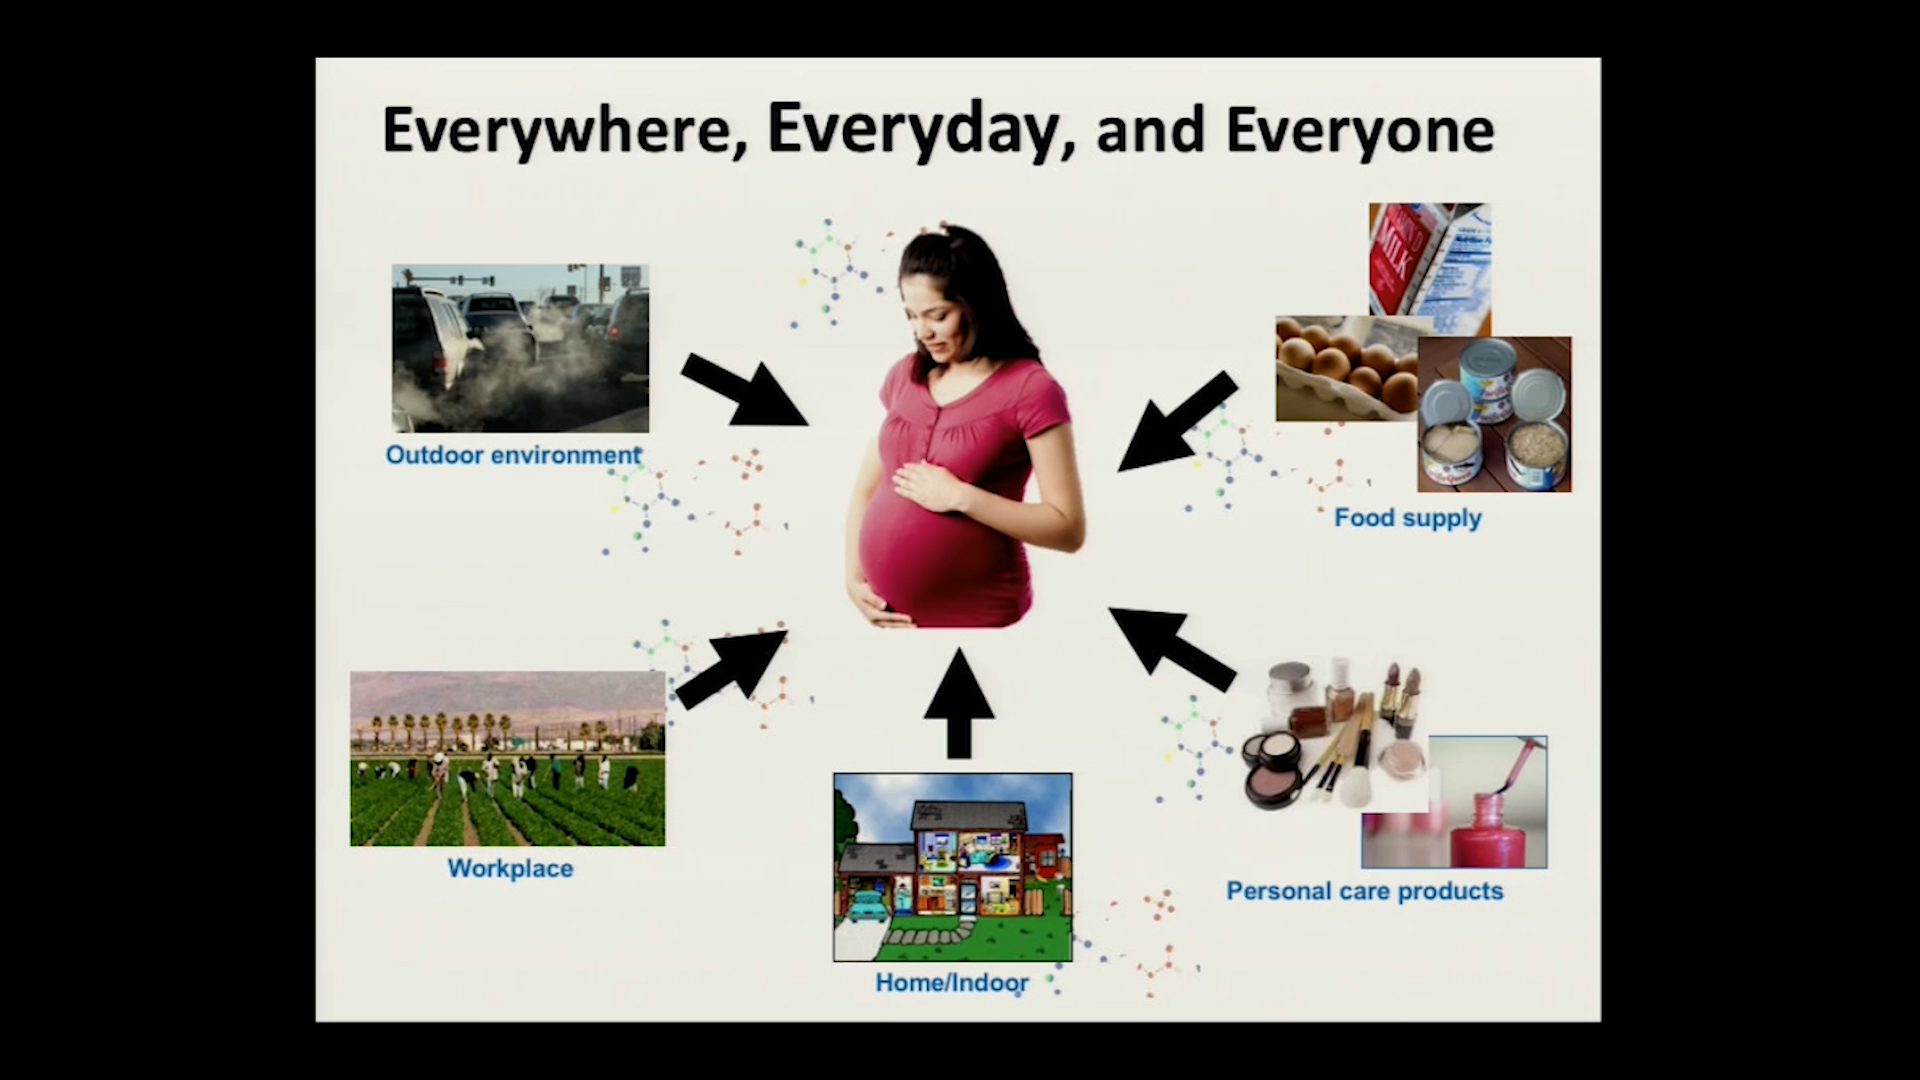 Everywhere, Everyday, and Everyone
MILK
Outdoor environment
Food supply
Workplace
Personal care products
Home/Indoor